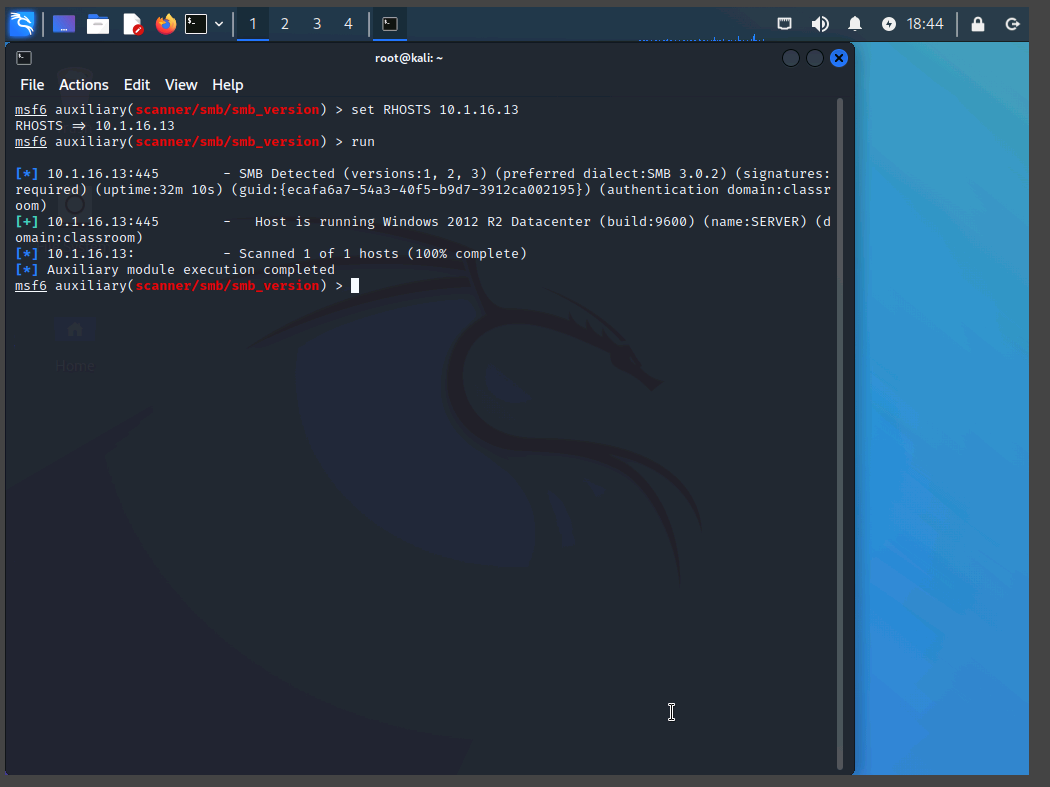 1 2 3 4 18:44
root@kali: ~
File Actions Edit View Help
msf6 auxiliary(scanner/smb/smb_version) > set RHOSTS 10.1.16.13
RHOSTS ⇒ 10.1.16.13
msf6 auxiliary(scanner/smb/smb_version) > run
[*] 10.1.16.13:445        - SMB Detected (versions:1, 2, 3) (preferred dialect:SMB 3.0.2) (signatures:
required) (uptime:32m 10s) (guid:{ecafa6a7-54a3-40f5-b9d7-3912ca002195}) (authentication domain:classr
oom)
[+] 10.1.16.13:445        -   Host is running Windows 2012 R2 Datacenter (build:9600) (name:SERVER) (d
omain:classroom)
[*] 10.1.16.13:           - Scanned 1 of 1 hosts (100% complete)
[*] Auxiliary module execution completed
msf6 auxiliary(scanner/smb/smb_version) >
Home